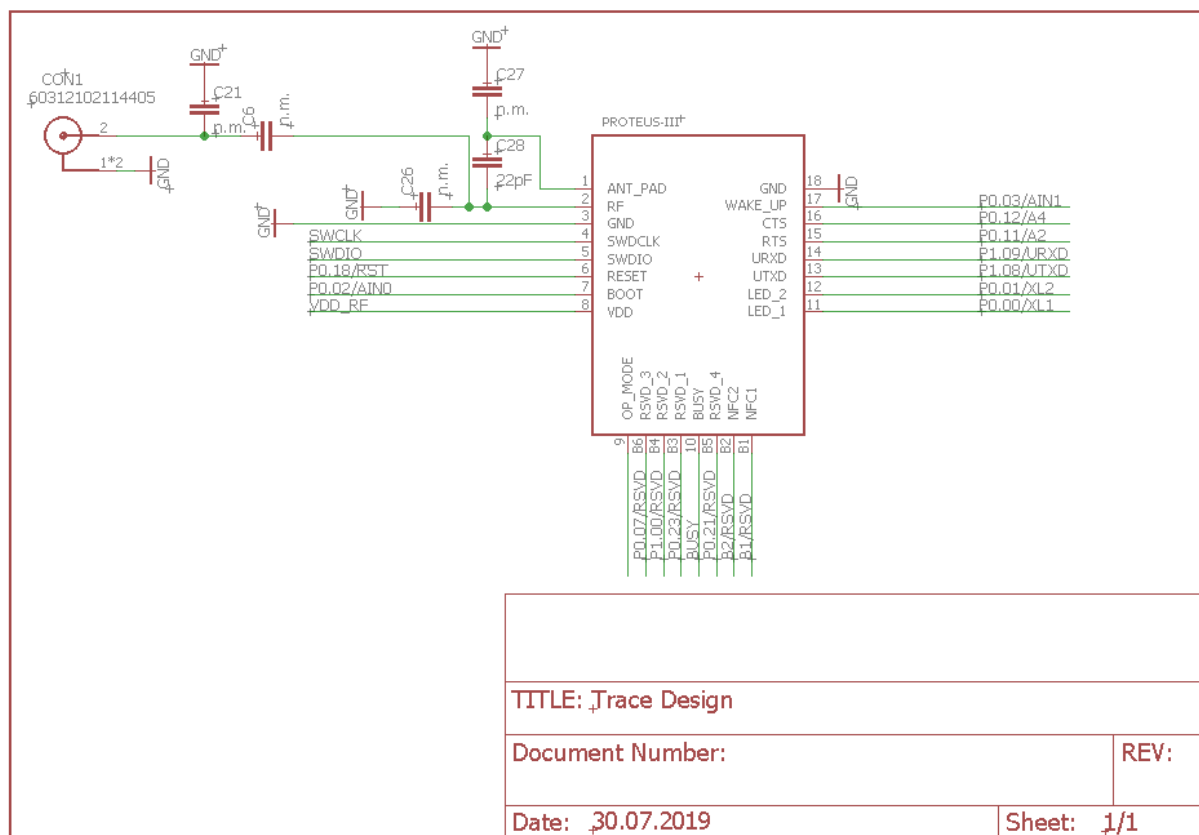 GND
GND
CON1
60312102114405
C21
n.m.
C6
n.m.
2
1*2
GND
C27
n.m.
C28
22pF
C26
n.m.
GND
GND
SWCLK
SWDIO
P0.18/RST
P0.02/AIN0
VDD_RF
PROTEUS-III
1 ANT_PAD
2 RF
3 GND
4 SWDCLK
5 SWDIO
6 RESET
7 BOOT
8 VDD
GND 18 GND
WAKE_UP 17 P0.03/AIN1
CTS 16 P0.12/A4
RTS 15 P0.11/A2
URXD 14 P1.09/URXD
UTXD 13 P1.08/UTXD
LED_2 12 P0.01/XL2
LED_1 11 P0.00/XL1
OP_MODE 9
RSVD_3 B6 P0.07/RSVD
RSVD_2 B4 P1.00/RSVD
RSVD_1 B3 P0.23/RSVD
BUSY 10 BUSY
RSVD_4 B5 P0.21/RSVD
NFC2 B2 B2/RSVD
NFC1 B1 B1/RSVD
TITLE: Trace Design
Document Number:
REV:
Date: 30.07.2019
Sheet: 1/1